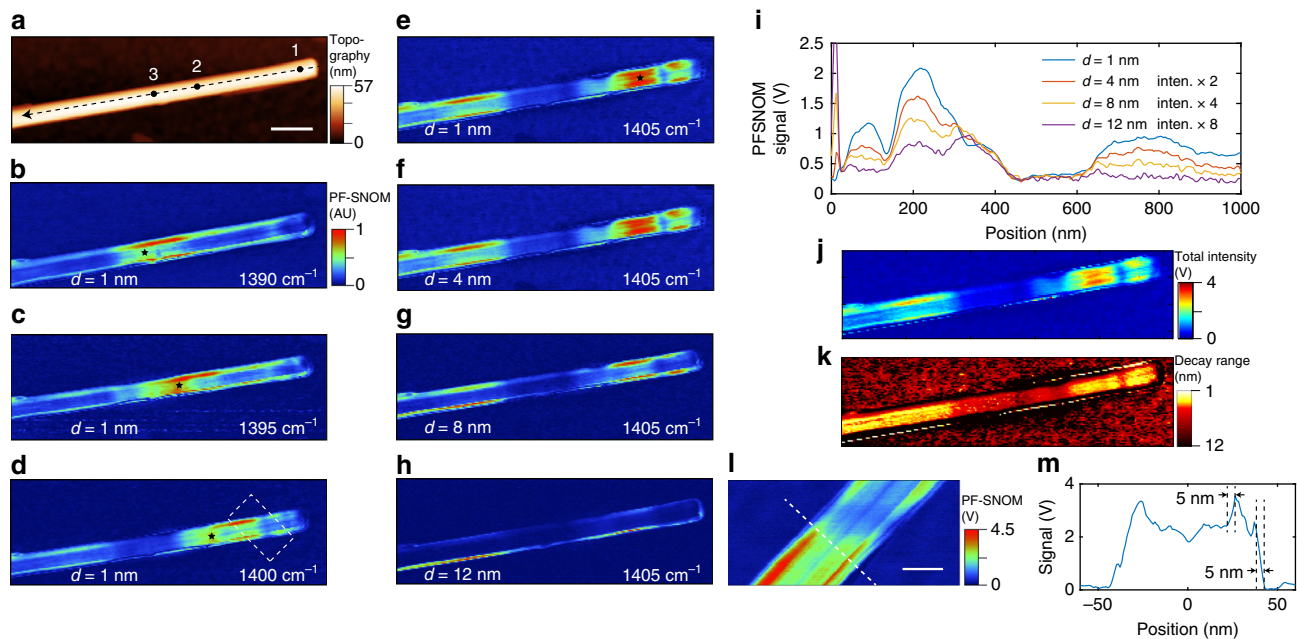 a
Topo-
graphy
(nm)
57
0
1
2
3
b
PF-SNOM
(AU)
1
0
d = 1 nm
1390 cm⁻¹
c
d = 1 nm
1395 cm⁻¹
d
d = 1 nm
1400 cm⁻¹
e
d = 1 nm
1405 cm⁻¹
f
d = 4 nm
1405 cm⁻¹
g
d = 8 nm
1405 cm⁻¹
h
d = 12 nm
1405 cm⁻¹
i
PFSNOM
signal (V)
2.5
2
1.5
1
0.5
0
d = 1 nm
d = 4 nm inten. × 2
d = 8 nm inten. × 4
d = 12 nm inten. × 8
0 200 400 600 800 1000
Position (nm)
j
Total intensity
(V)
4
0
k
Decay range
(nm)
1
12
l
PF-SNOM
(V)
4.5
0
m
Signal (V)
4
2
0
5 nm
5 nm
−50 0 50
Position (nm)